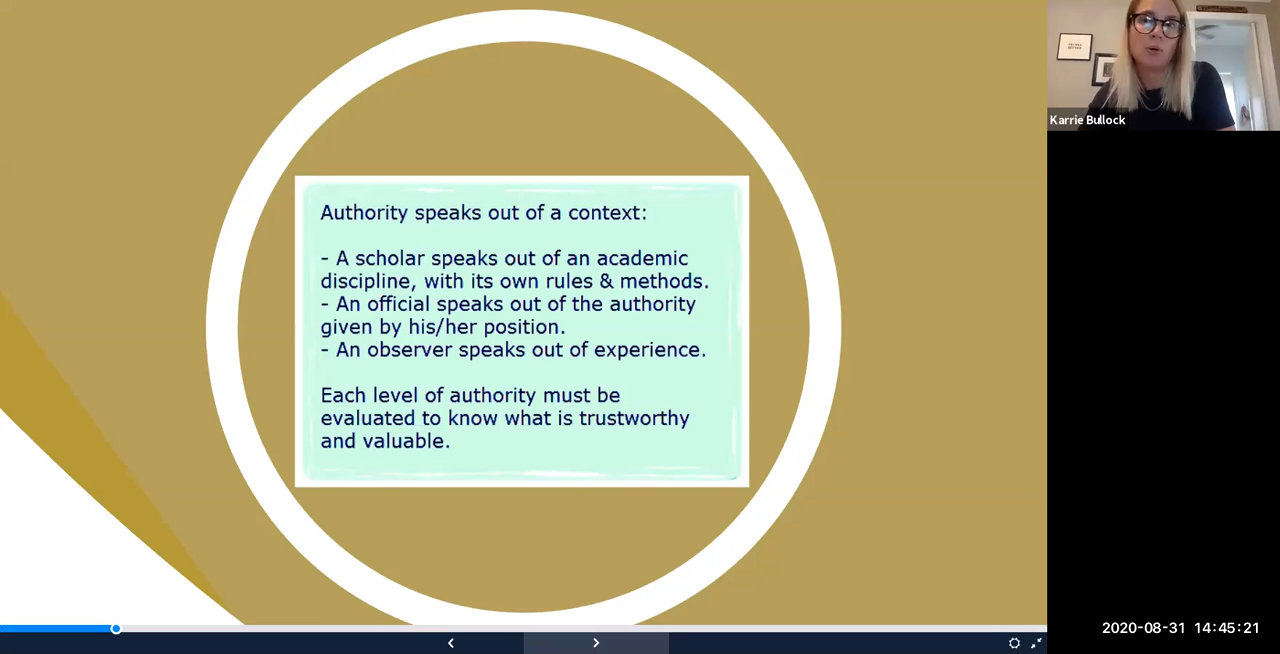 Authority speaks out of a context:
- A scholar speaks out of an academic
discipline, with its own rules & methods.
- An official speaks out of the authority
given by his/her position.
- An observer speaks out of experience.
Each level of authority must be
evaluated to know what is trustworthy
and valuable.
Karrie Bullock
2020-08-31 14:45:21